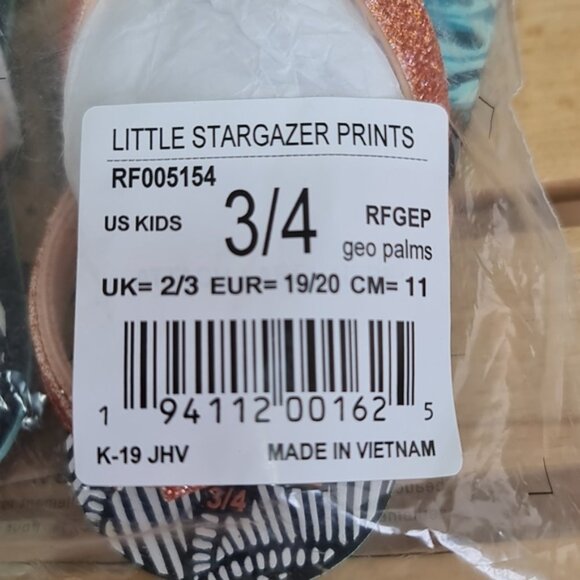 LITTLE STARGAZER PRINTS
RF005154
US KIDS 3/4 RFGEP
geo palms
UK= 2/3 EUR= 19/20 CM= 11
1 94112 00162 5
K-19 JHV MADE IN VIETNAM
3/4